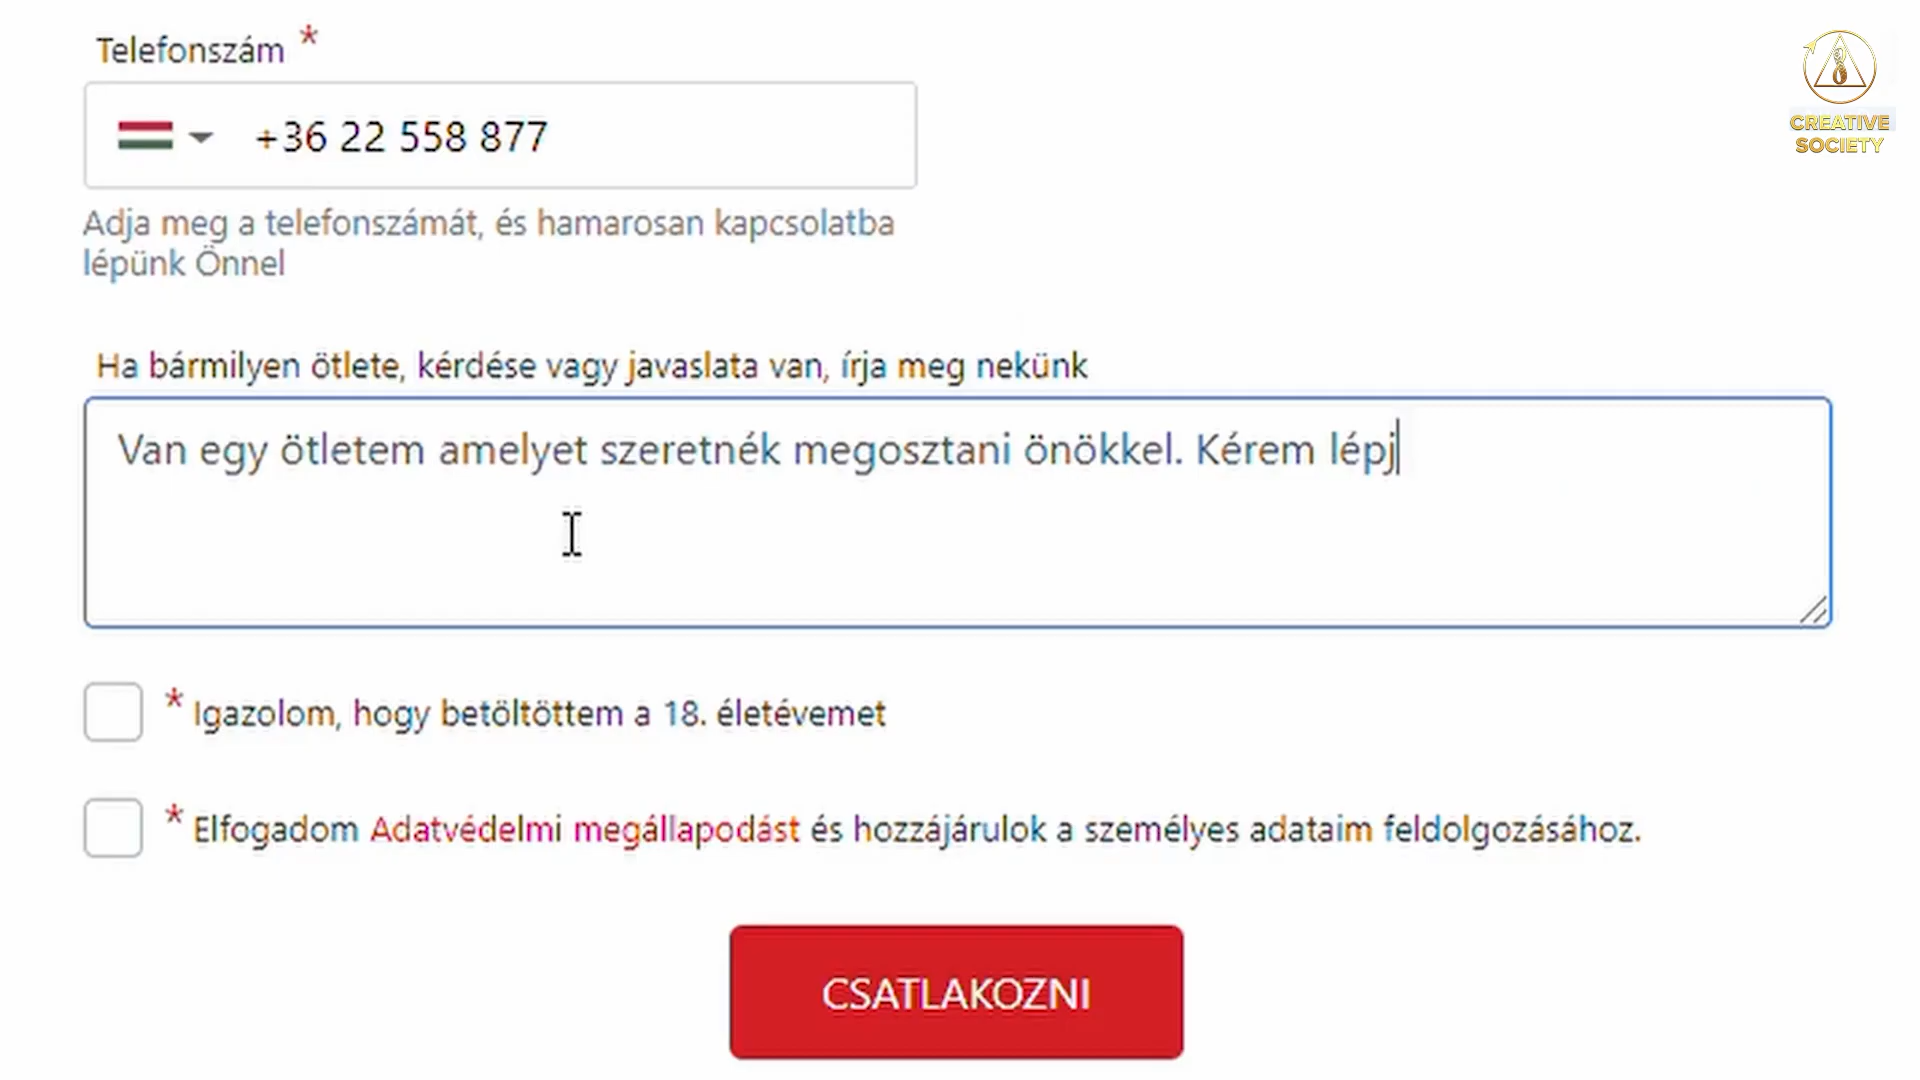 Telefonszám *
+36 22 558 877
Adja meg a telefonszámát, és hamarosan kapcsolatba
lépünk Önnel
Ha bármilyen ötlete, kérdése vagy javaslata van, írja meg nekünk
Van egy ötletem amelyet szeretnék megosztani önökkel. Kérem lépj
* Igazolom, hogy betöltöttem a 18. életévemet
* Elfogadom Adatvédelmi megállapodást és hozzájárulok a személyes adataim feldolgozásához.
CSATLAKOZNI
CREATIVE
SOCIETY